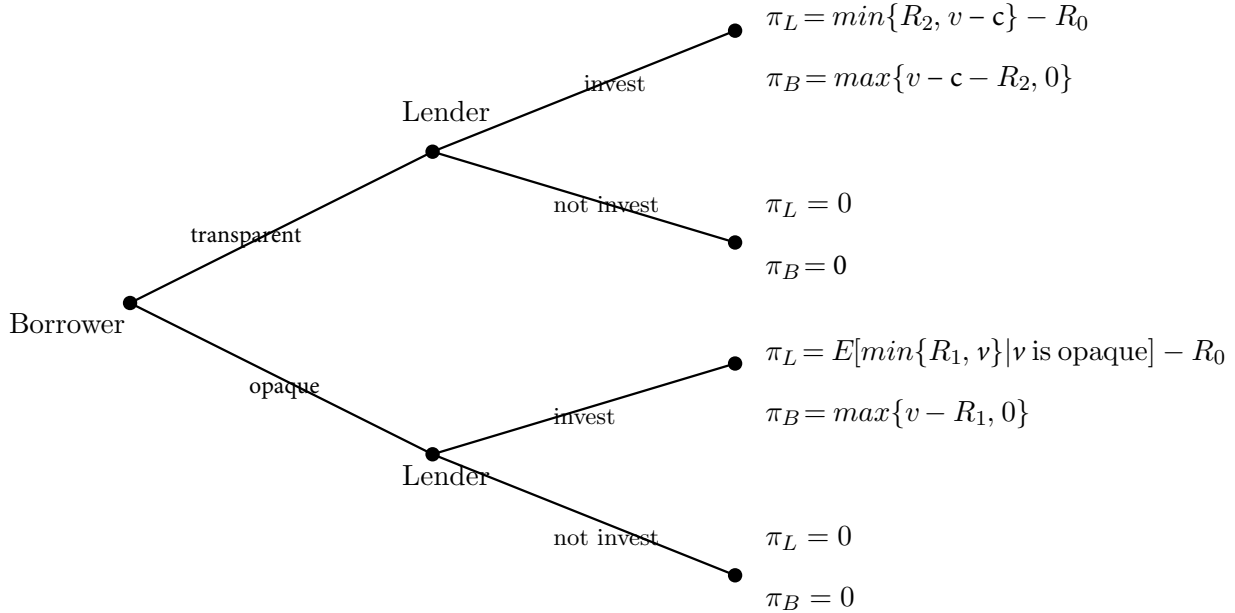 π_L = min{R_2, v – c} − R_0
π_B = max{v – c − R_2, 0}
Lender
invest
not invest
π_L = 0
π_B = 0
transparent
Borrower
opaque
π_L = E[min{R_1, v}|v is opaque] − R_0
π_B = max{v − R_1, 0}
invest
Lender
not invest
π_L = 0
π_B = 0